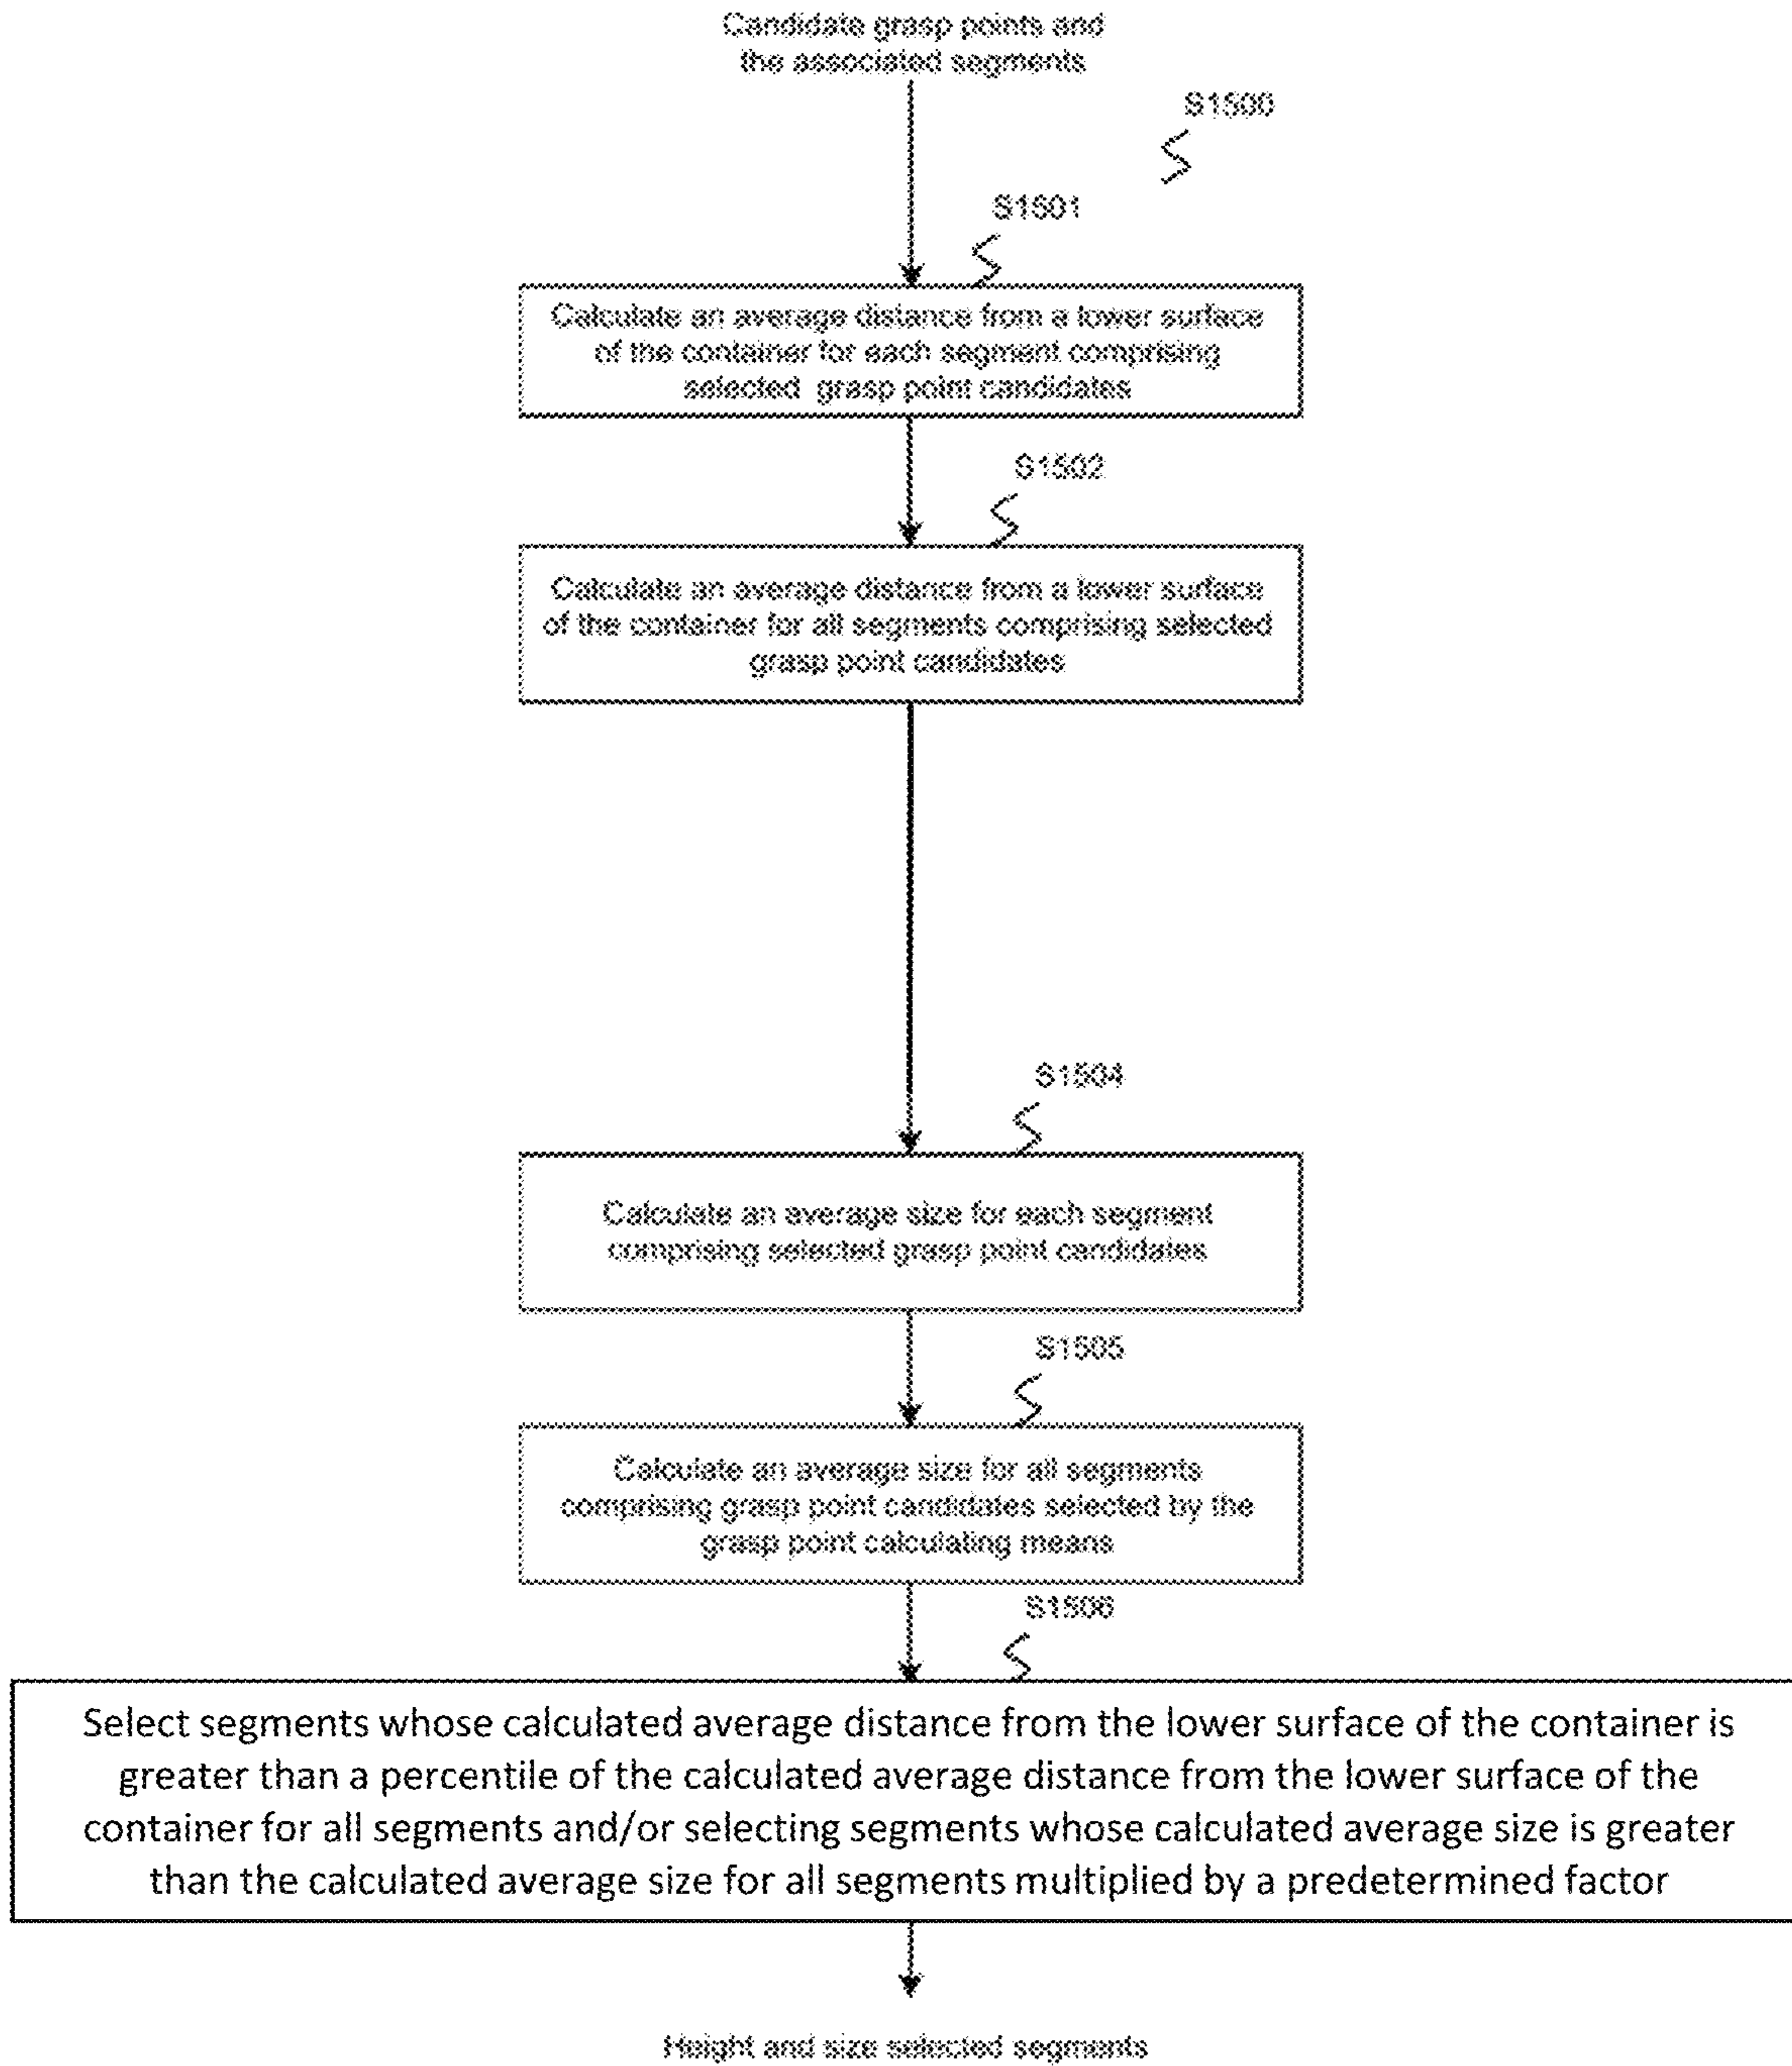 Candidate grasp points and
the associated segments
S1500
S1501
Calculate an average distance from a lower surface
of the container for each segment comprising
selected grasp point candidates
S1502
Calculate an average distance from a lower surface
of the container for all segments comprising selected
grasp point candidates
S1504
Calculate an average size for each segment
comprising selected grasp point candidates
S1505
Calculate an average size for all segments
comprising grasp point candidates selected by the
grasp point calculating means
S1506
Select segments whose calculated average distance from the lower surface of the container is
greater than a percentile of the calculated average distance from the lower surface of the
container for all segments and/or selecting segments whose calculated average size is greater
than the calculated average size for all segments multiplied by a predetermined factor
Height and size selected segments